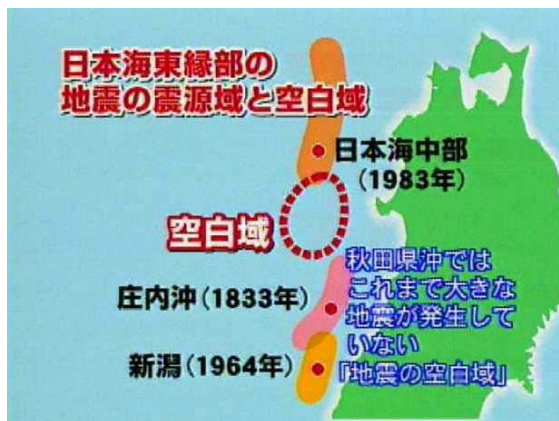 日本海東縁部の
地震の震源域と空白域
日本海中部
(1983年)
空白域
秋田県沖では
これまで大きな
地震が発生して
いない
「地震の空白域」
庄内沖(1833年)
新潟(1964年)